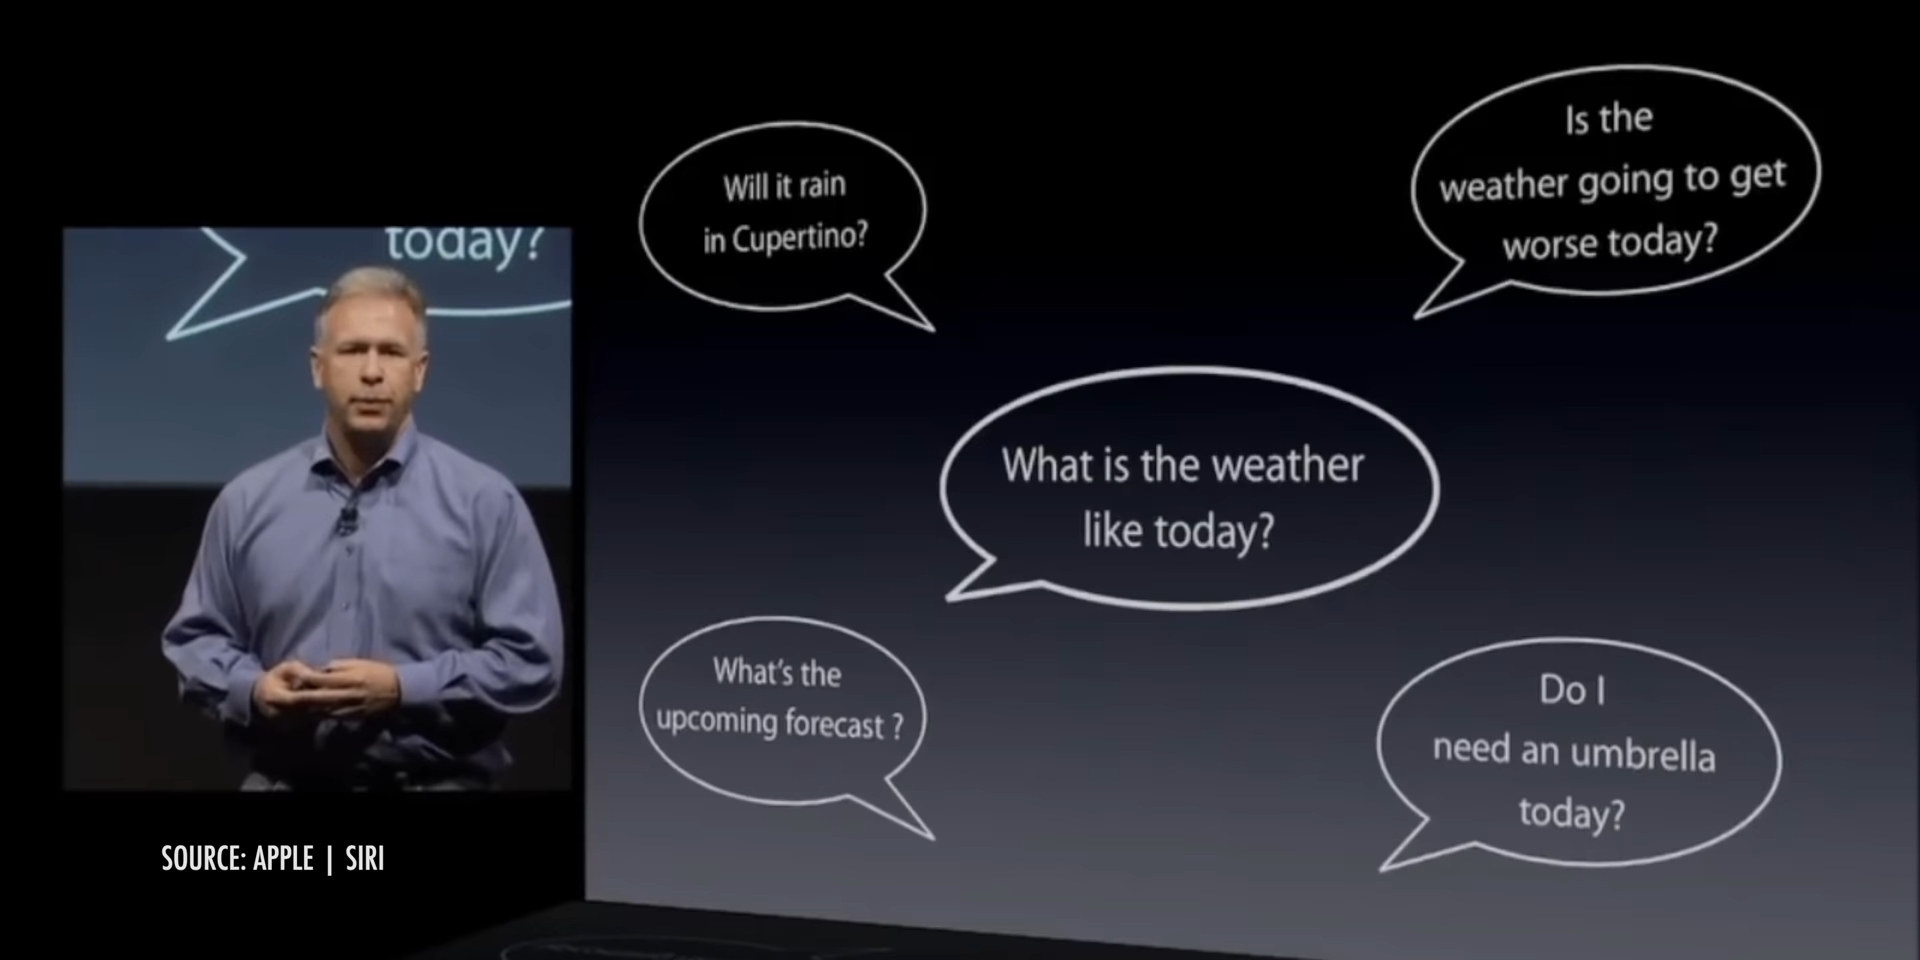 today?
Will it rain
in Cupertino?
Is the
weather going to get
worse today?
What is the weather
like today?
What's the
upcoming forecast ?
Do I
need an umbrella
today?
SOURCE: APPLE | SIRI